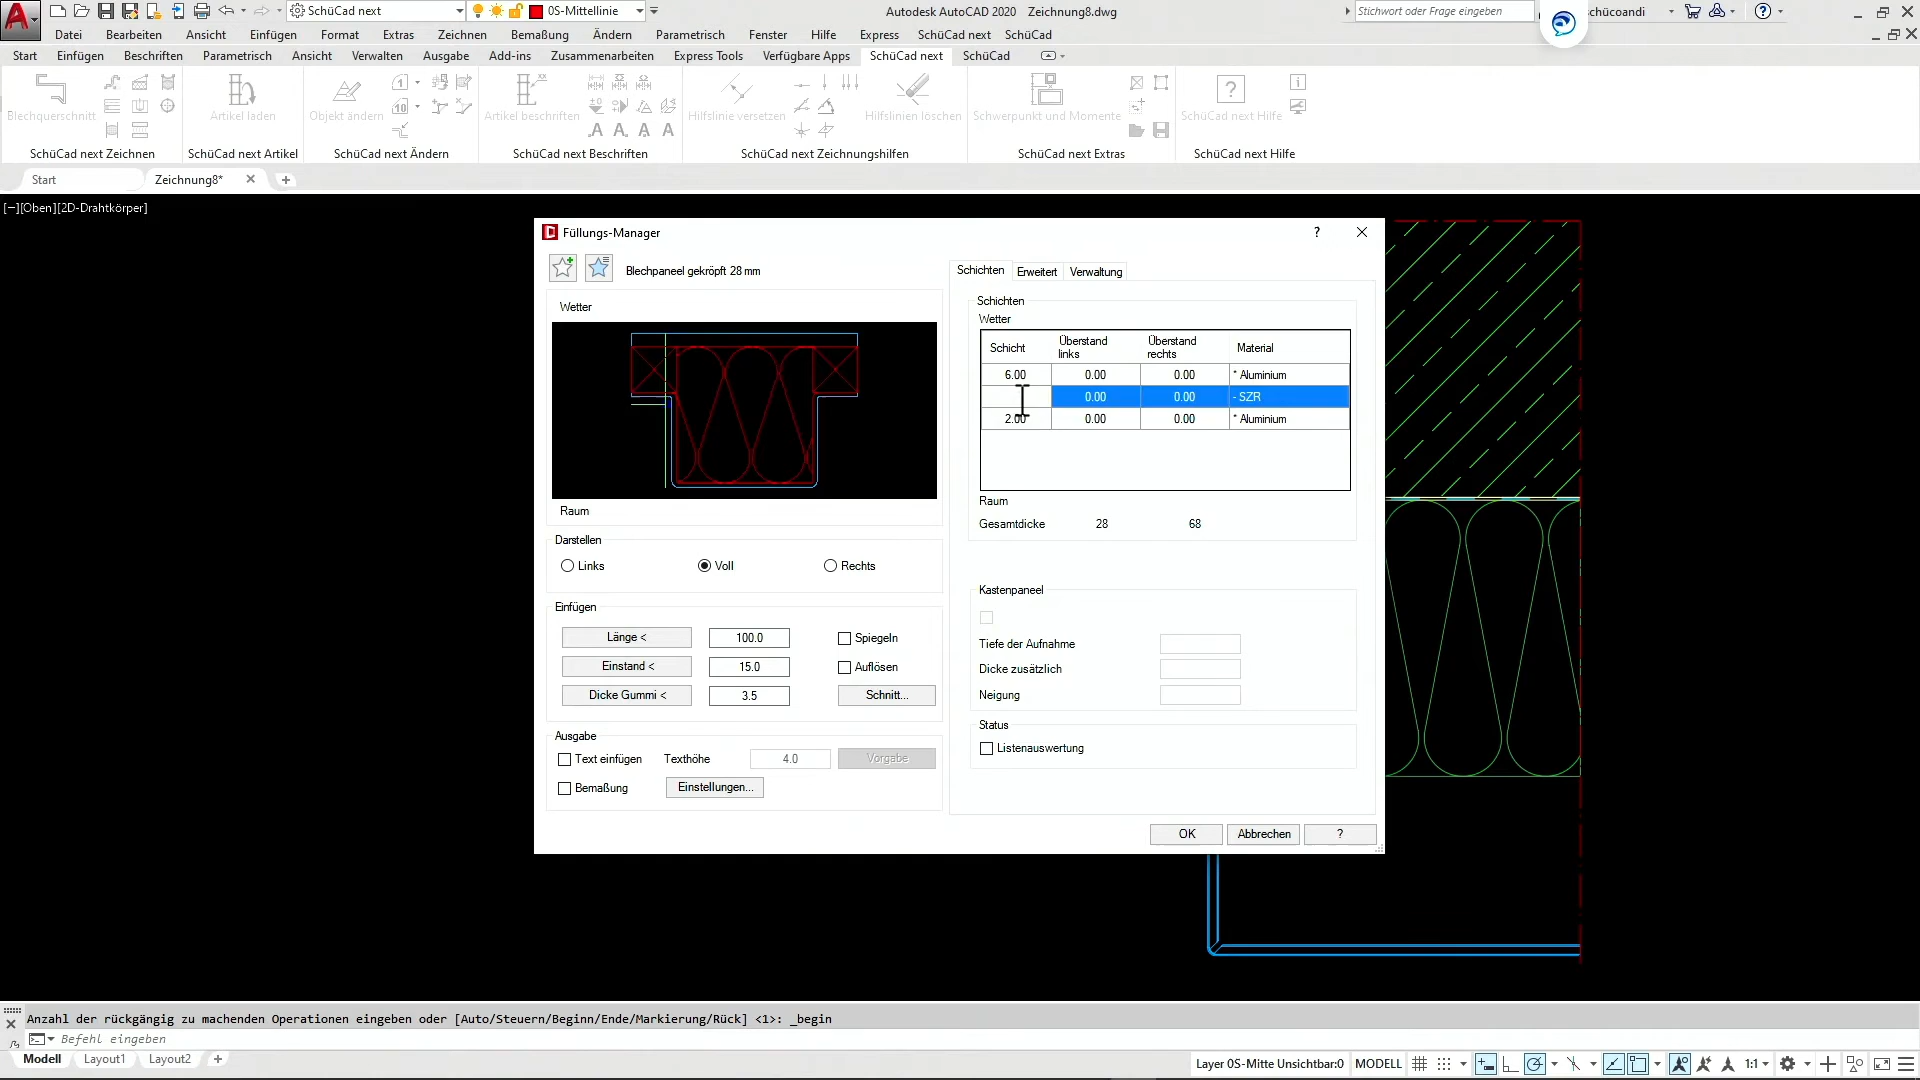 SchüCad next
0S-Mittellinie
Autodesk AutoCAD 2020 Zeichnung8.dwg
Stichwort oder Frage eingeben
chücoandi
Datei Bearbeiten Ansicht Einfügen Format Extras Zeichnen Bemaßung Ändern Parametrisch Fenster Hilfe Express SchüCad next SchüCad
Start Einfügen Beschriften Parametrisch Ansicht Verwalten Ausgabe Add-ins Zusammenarbeiten Express Tools Verfügbare Apps SchüCad next SchüCad
Blechquerschnitt Artikel laden Objekt ändern Artikel beschriften Hilfslinie versetzen Hilfslinien löschen Schwerpunkt und Momente SchüCad next Hilfe
SchüCad next Zeichnen SchüCad next Artikel SchüCad next Ändern SchüCad next Beschriften SchüCad next Zeichnungshilfen SchüCad next Extras SchüCad next Hilfe
Start Zeichnung8*
[−][Oben][2D-Drahtkörper]
Füllungs-Manager
Blechpaneel gekröpft 28 mm
Wetter
Raum
Darstellen
Links Voll Rechts
Einfügen
Länge < 100.0 Spiegeln
Einstand < 15.0 Auflösen
Dicke Gummi < 3.5 Schnitt...
Ausgabe
Text einfügen Texthöhe 4.0 Vorgabe
Bemaßung Einstellungen...
Schichten Erweitert Verwaltung
Schichten
Wetter
Schicht Überstand links Überstand rechts Material
6.00 0.00 0.00 * Aluminium
0.00 0.00 - SZR
2.00 0.00 0.00 * Aluminium
Raum
Gesamtdicke 28 68
Kastenpaneel
Tiefe der Aufnahme
Dicke zusätzlich
Neigung
Status
Listenauswertung
OK Abbrechen ?
Anzahl der rückgängig zu machenden Operationen eingeben oder [Auto/Steuern/Beginn/Ende/Markierung/Rück] <1>: _begin
Befehl eingeben
Modell Layout1 Layout2 +
Layer 0S-Mitte Unsichtbar:0 MODELL 1:1